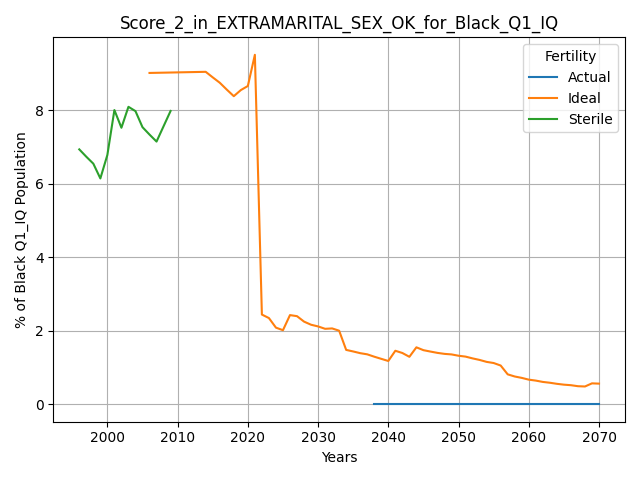 Score_2_in_EXTRAMARITAL_SEX_OK_for_Black_Q1_IQ
Fertility
Actual
Ideal
Sterile
% of Black Q1_IQ Population
8
6
4
2
0
2000 2010 2020 2030 2040 2050 2060 2070
Years